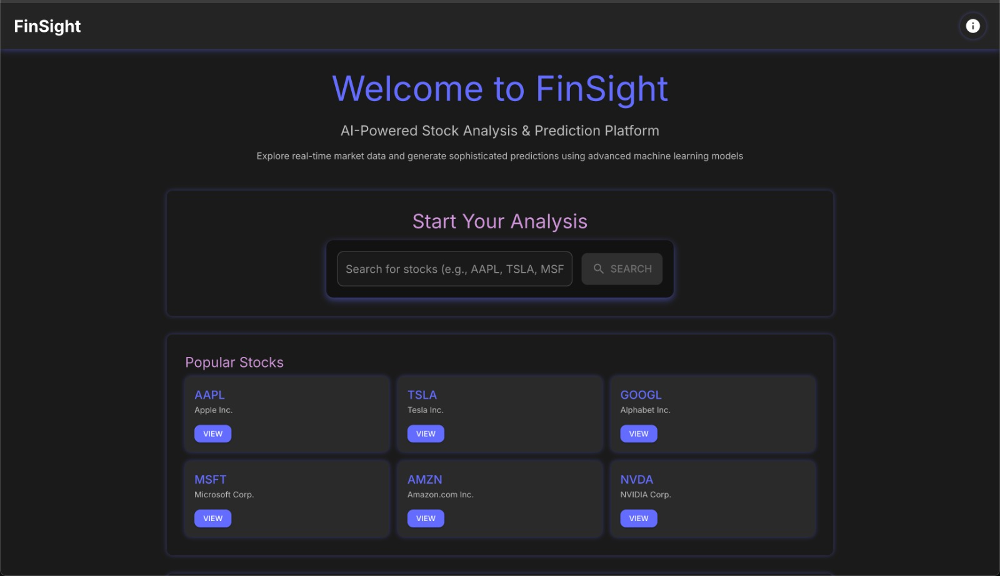 FinSight
Welcome to FinSight
AI-Powered Stock Analysis & Prediction Platform
Explore real-time market data and generate sophisticated predictions using advanced machine learning models
Start Your Analysis
Search for stocks (e.g., AAPL, TSLA, MSF
SEARCH
Popular Stocks
AAPL
Apple Inc.
VIEW
TSLA
Tesla Inc.
VIEW
GOOGL
Alphabet Inc.
VIEW
MSFT
Microsoft Corp.
VIEW
AMZN
Amazon.com Inc.
VIEW
NVDA
NVIDIA Corp.
VIEW